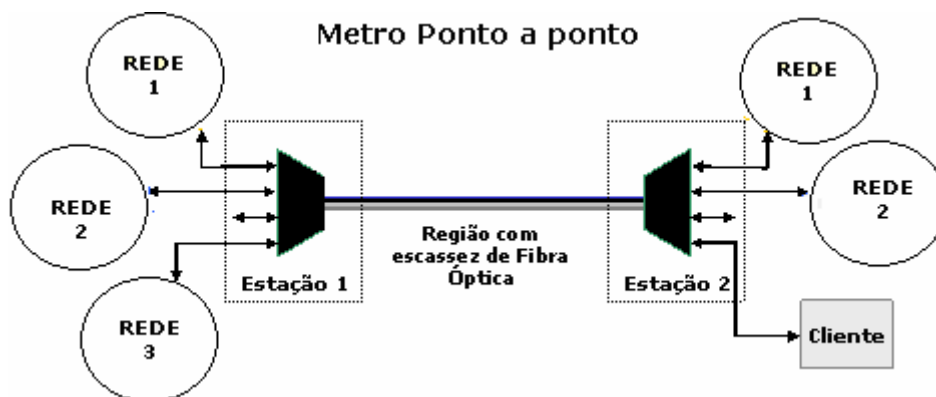 Metro Ponto a ponto
REDE
1
REDE
2
REDE
3
Estação 1
Região com
escassez de Fibra
Óptica
Estação 2
REDE
1
REDE
2
Cliente